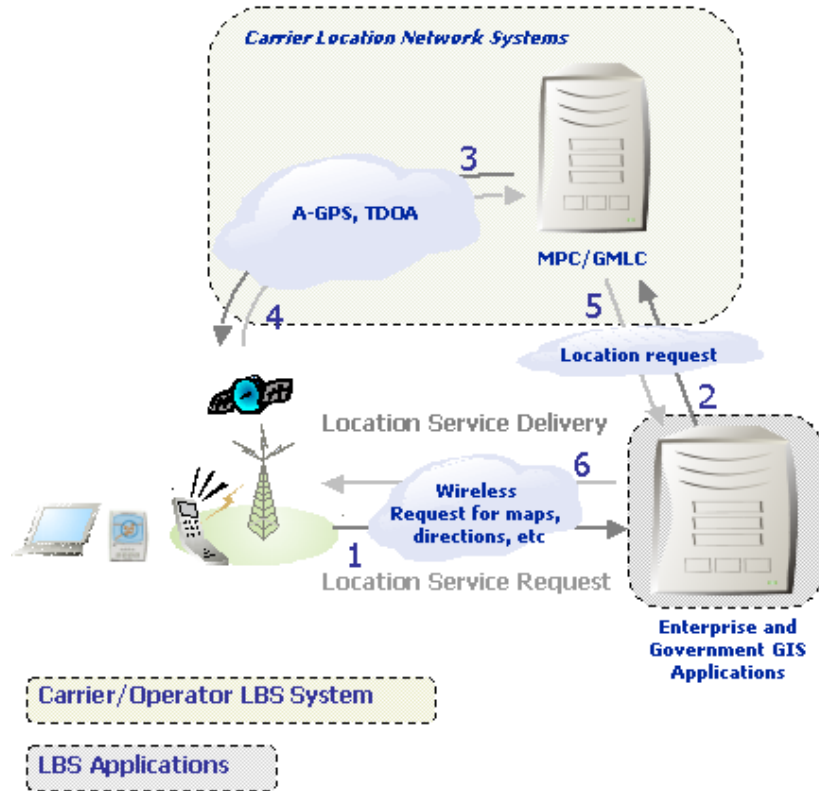 Carrier Location Network Systems
3
A-GPS, TDOA
MPC/GMLC
4
5
Location request
2
Location Service Delivery
6
Wireless
Request for maps,
directions, etc
1
Location Service Request
Enterprise and
Government GIS
Applications
Carrier/Operator LBS System
LBS Applications